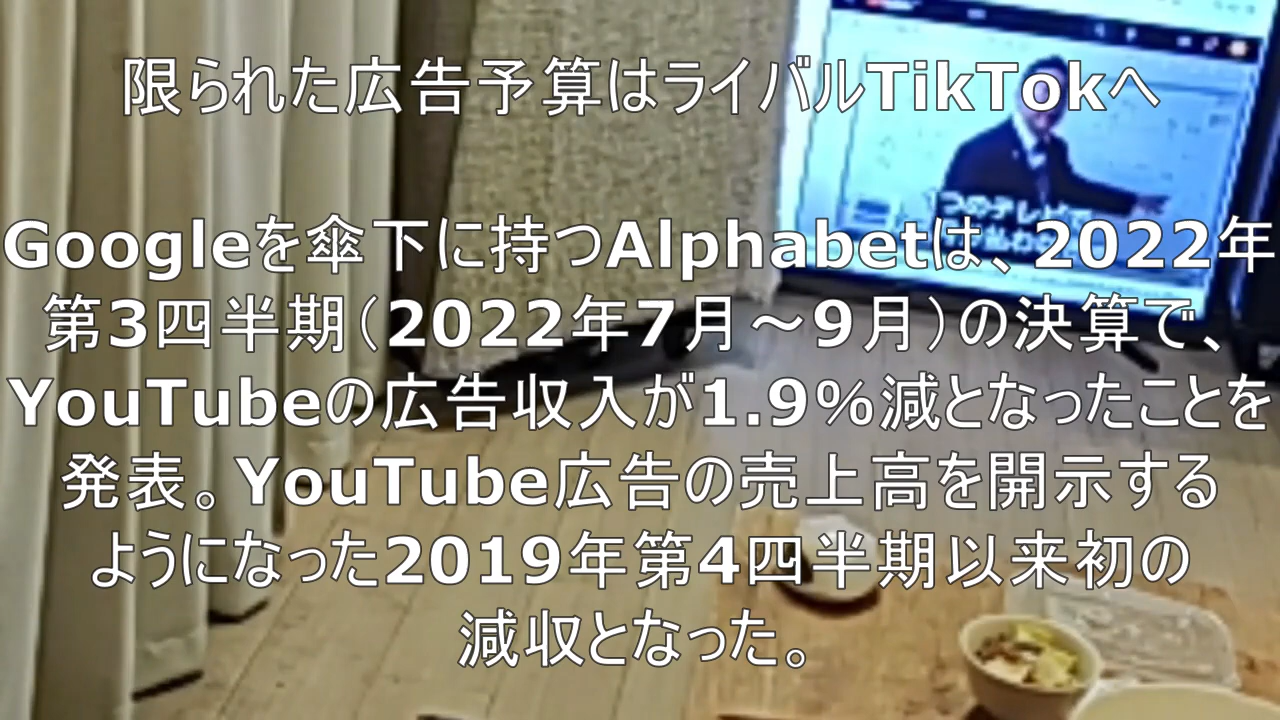 限られた広告予算はライバルTikTokへ
Googleを傘下に持つAlphabetは、2022年
第3四半期（2022年7月～9月）の決算で、
YouTubeの広告収入が1.9％減となったことを
発表。YouTube広告の売上高を開示する
ようになった2019年第4四半期以来初の
減収となった。
1つのテレビで